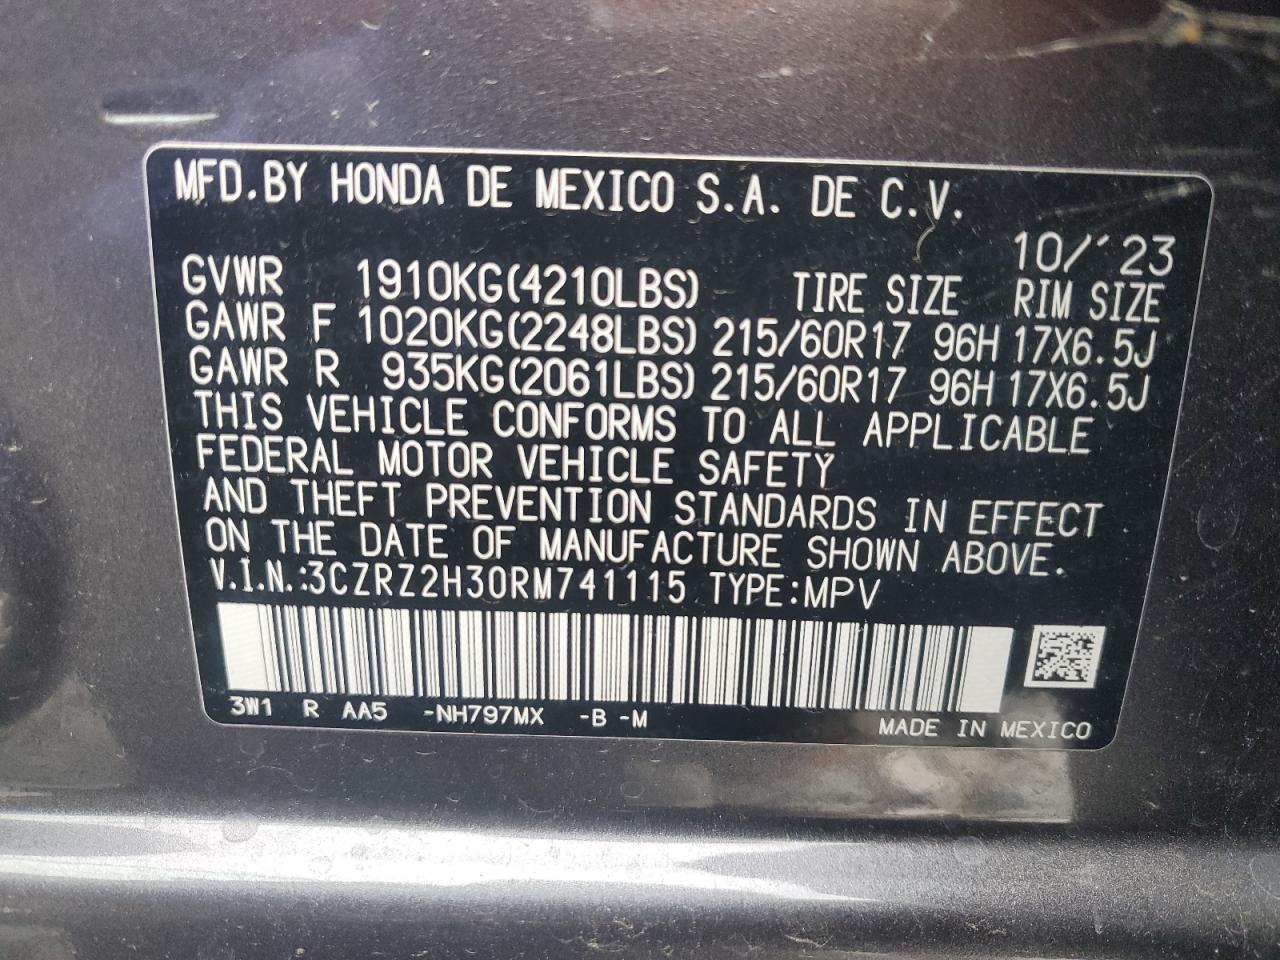 MFD.BY HONDA DE MEXICO S.A. DE C.V.
10/'23
GVWR 1910KG(4210LBS) TIRE SIZE RIM SIZE
GAWR F 1020KG(2248LBS) 215/60R17 96H 17X6.5J
GAWR R 935KG(2061LBS) 215/60R17 96H 17X6.5J
THIS VEHICLE CONFORMS TO ALL APPLICABLE
FEDERAL MOTOR VEHICLE SAFETY
AND THEFT PREVENTION STANDARDS IN EFFECT
ON THE DATE OF MANUFACTURE SHOWN ABOVE.
V.I.N.:3CZRZ2H30RM741115 TYPE:MPV
3W1 R AA5 -NH797MX -B -M
MADE IN MEXICO